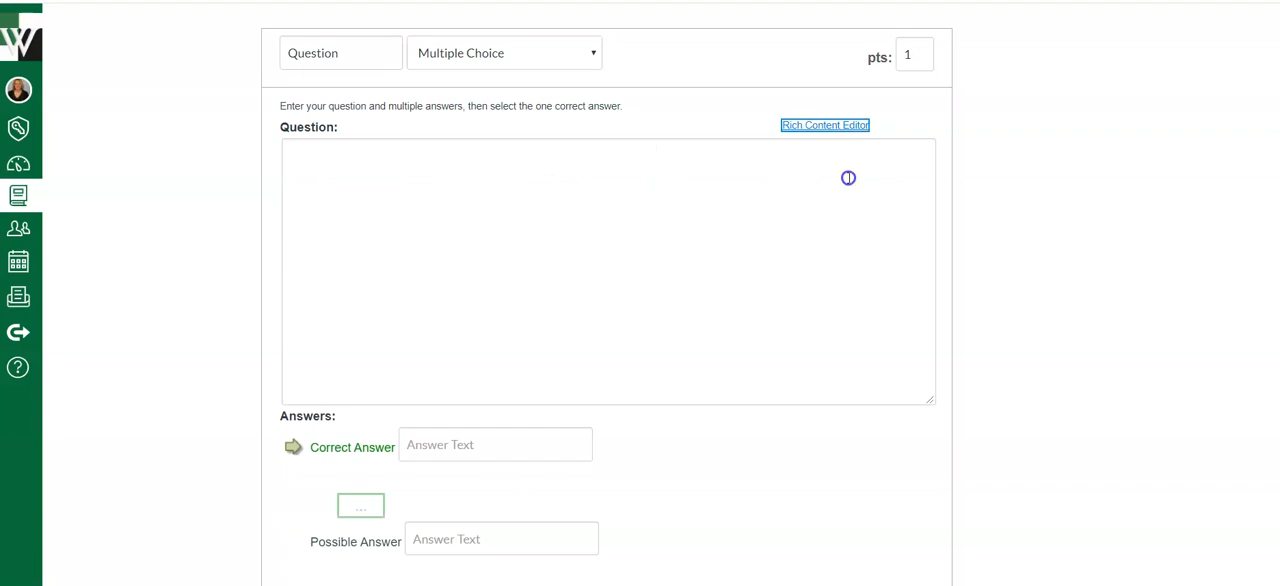 W
Question
Multiple Choice
pts: 1
Enter your question and multiple answers, then select the one correct answer.
Question:
Rich Content Editor
Answers:
Correct Answer
Answer Text
...
Possible Answer
Answer Text